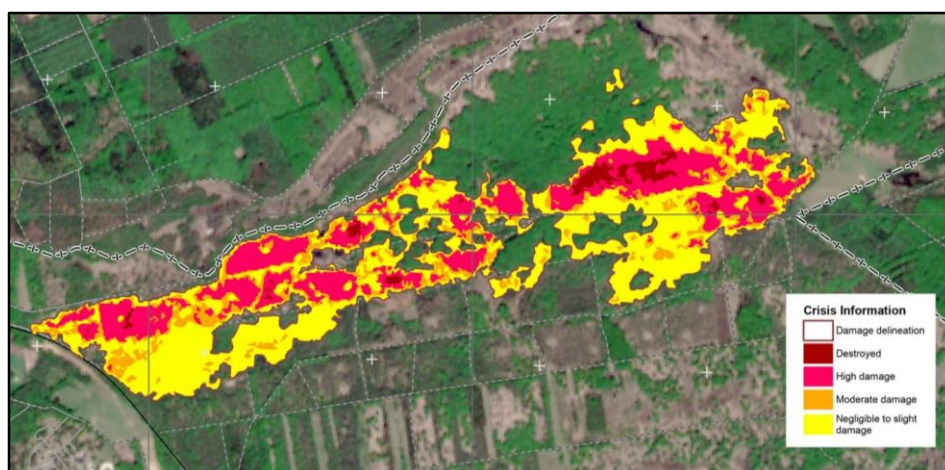 Crisis Information
Damage delineation
Destroyed
High damage
Moderate damage
Negligible to slight
damage